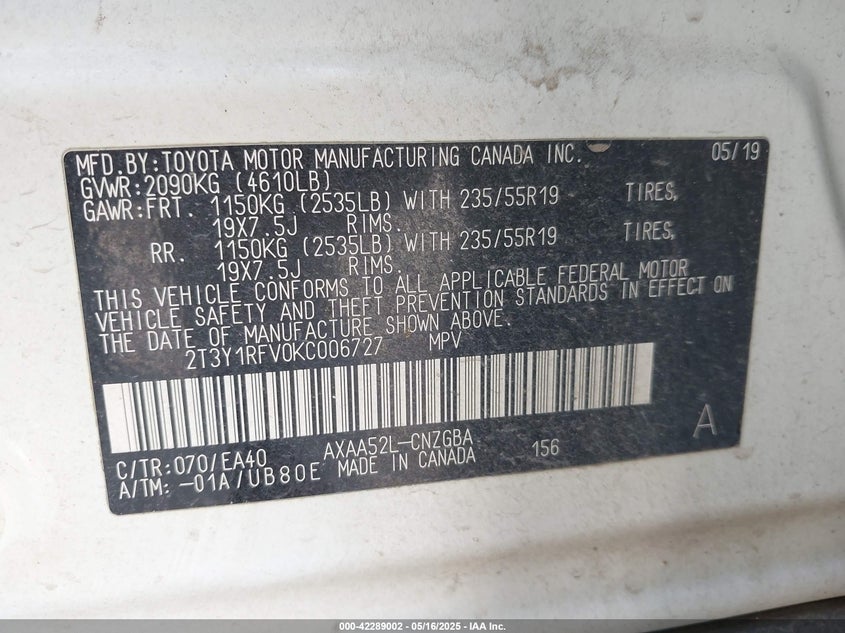 MFD.BY:TOYOTA MOTOR MANUFACTURING CANADA INC. 05/19
GVWR:2090KG (4610LB)
GAWR:FRT. 1150KG (2535LB) WITH 235/55R19 TIRES,
19X7.5J RIMS.
RR. 1150KG (2535LB) WITH 235/55R19 TIRES,
19X7.5J RIMS.
THIS VEHICLE CONFORMS TO ALL APPLICABLE FEDERAL MOTOR
VEHICLE SAFETY AND THEFT PREVENTION STANDARDS IN EFFECT ON
THE DATE OF MANUFACTURE SHOWN ABOVE.
2T3Y1RFV0KC006727 MPV
A
C/TR:070/EA40 AXAA52L-CNZGBA 156
A/TM:-01A/UB80E MADE IN CANADA
000-42289002 - 05/16/2025 - IAA Inc.